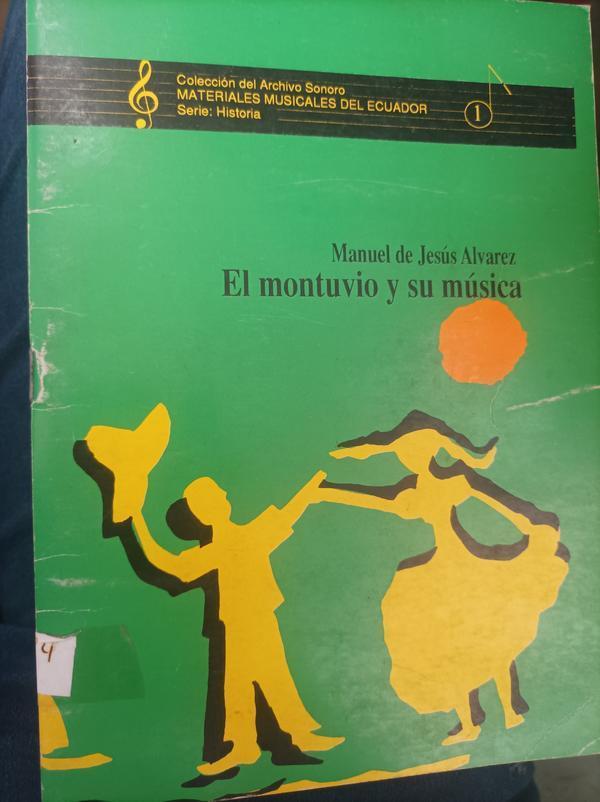 Colección del Archivo Sonoro
MATERIALES MUSICALES DEL ECUADOR
Serie: Historia
1
Manuel de Jesús Alvarez
El montuvio y su música
4